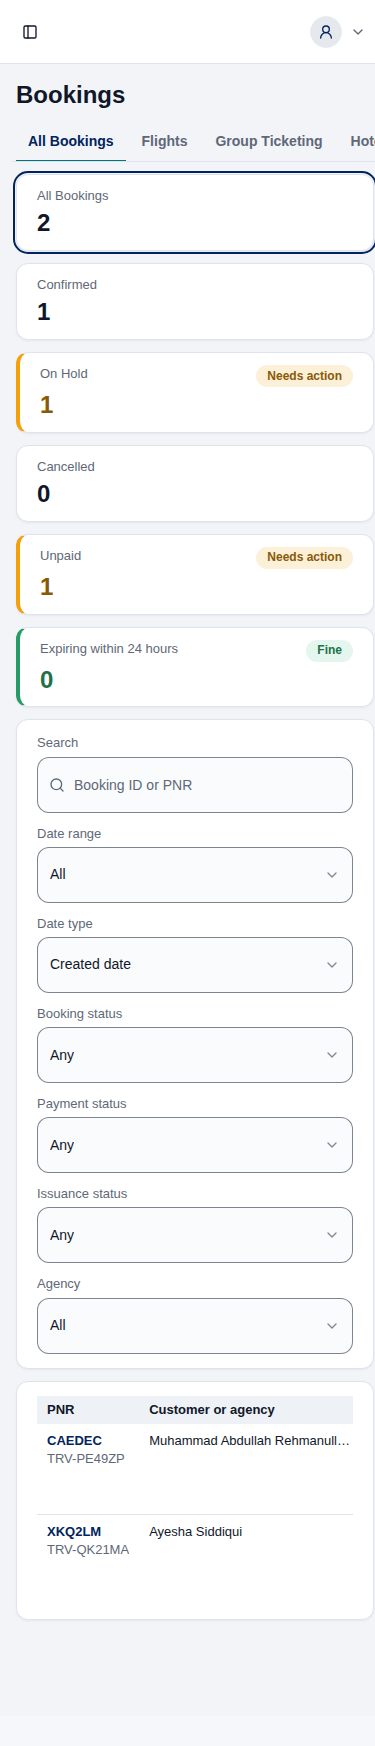 Bookings
All Bookings Flights Group Ticketing Hot
All Bookings
2
Confirmed
1
On Hold Needs action
1
Cancelled
0
Unpaid Needs action
1
Expiring within 24 hours Fine
0
Search
Booking ID or PNR
Date range
All
Date type
Created date
Booking status
Any
Payment status
Any
Issuance status
Any
Agency
All
PNR Customer or agency
CAEDEC Muhammad Abdullah Rehmanull…
TRV-PE49ZP
XKQ2LM Ayesha Siddiqui
TRV-QK21MA